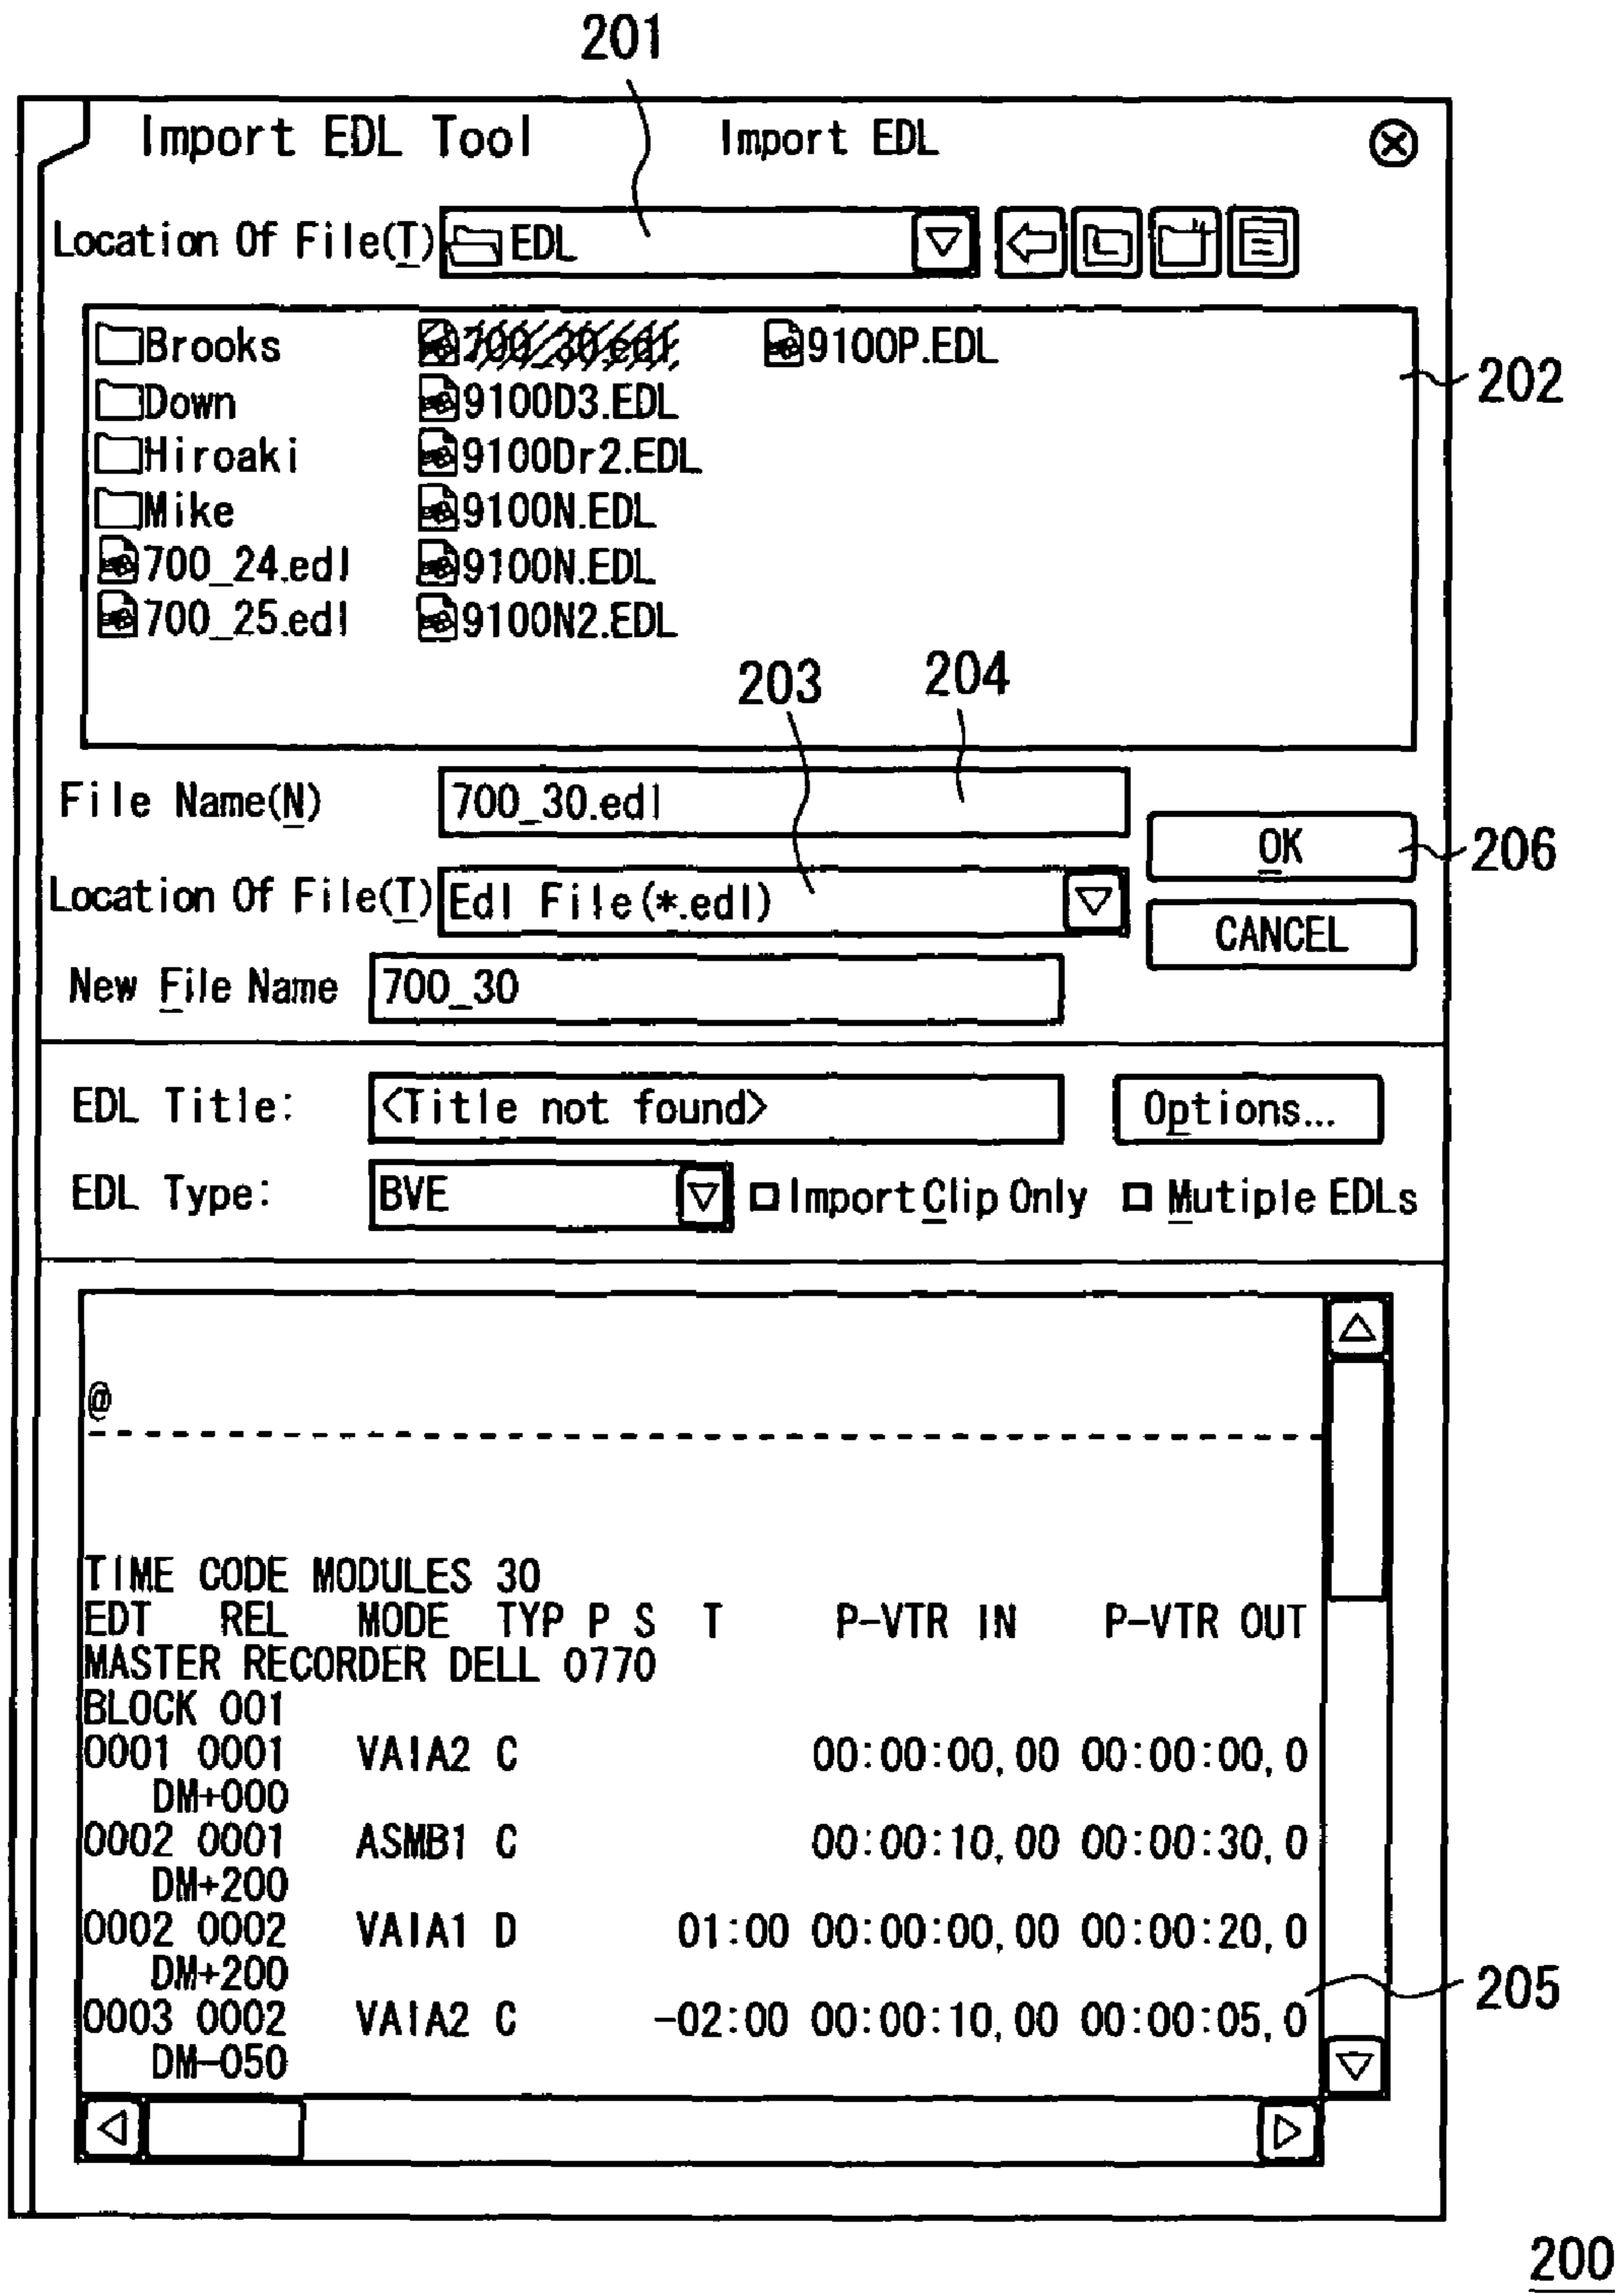 201
Import EDL Tool Import EDL
Location Of File(T) EDL
Brooks 700_30.edl 9100P.EDL
Down 9100D3.EDL
202
Hiroaki 9100Dr2.EDL
Mike 9100N.EDL
700_24.edl 9100N.EDL
700_25.edl 9100N2.EDL
203 204
File Name(N) 700_30.edl
OK 206
Location Of File(T) Edl File(*.edl)
CANCEL
New File Name 700_30
EDL Title: <Title not found> Options...
EDL Type: BVE Import Clip Only Mutiple EDLs
@
TIME CODE MODULES 30
EDT REL MODE TYP P S T P-VTR IN P-VTR OUT
MASTER RECORDER DELL 0770
BLOCK 001
0001 0001 VAIA2 C 00:00:00,00 00:00:00,0
DM+000
0002 0001 ASMB1 C 00:00:10,00 00:00:30,0
DM+200
0002 0002 VAIA1 D 01:00 00:00:00,00 00:00:20,0
DM+200
205
0003 0002 VAIA2 C -02:00 00:00:10,00 00:00:05,0
DM-050
200